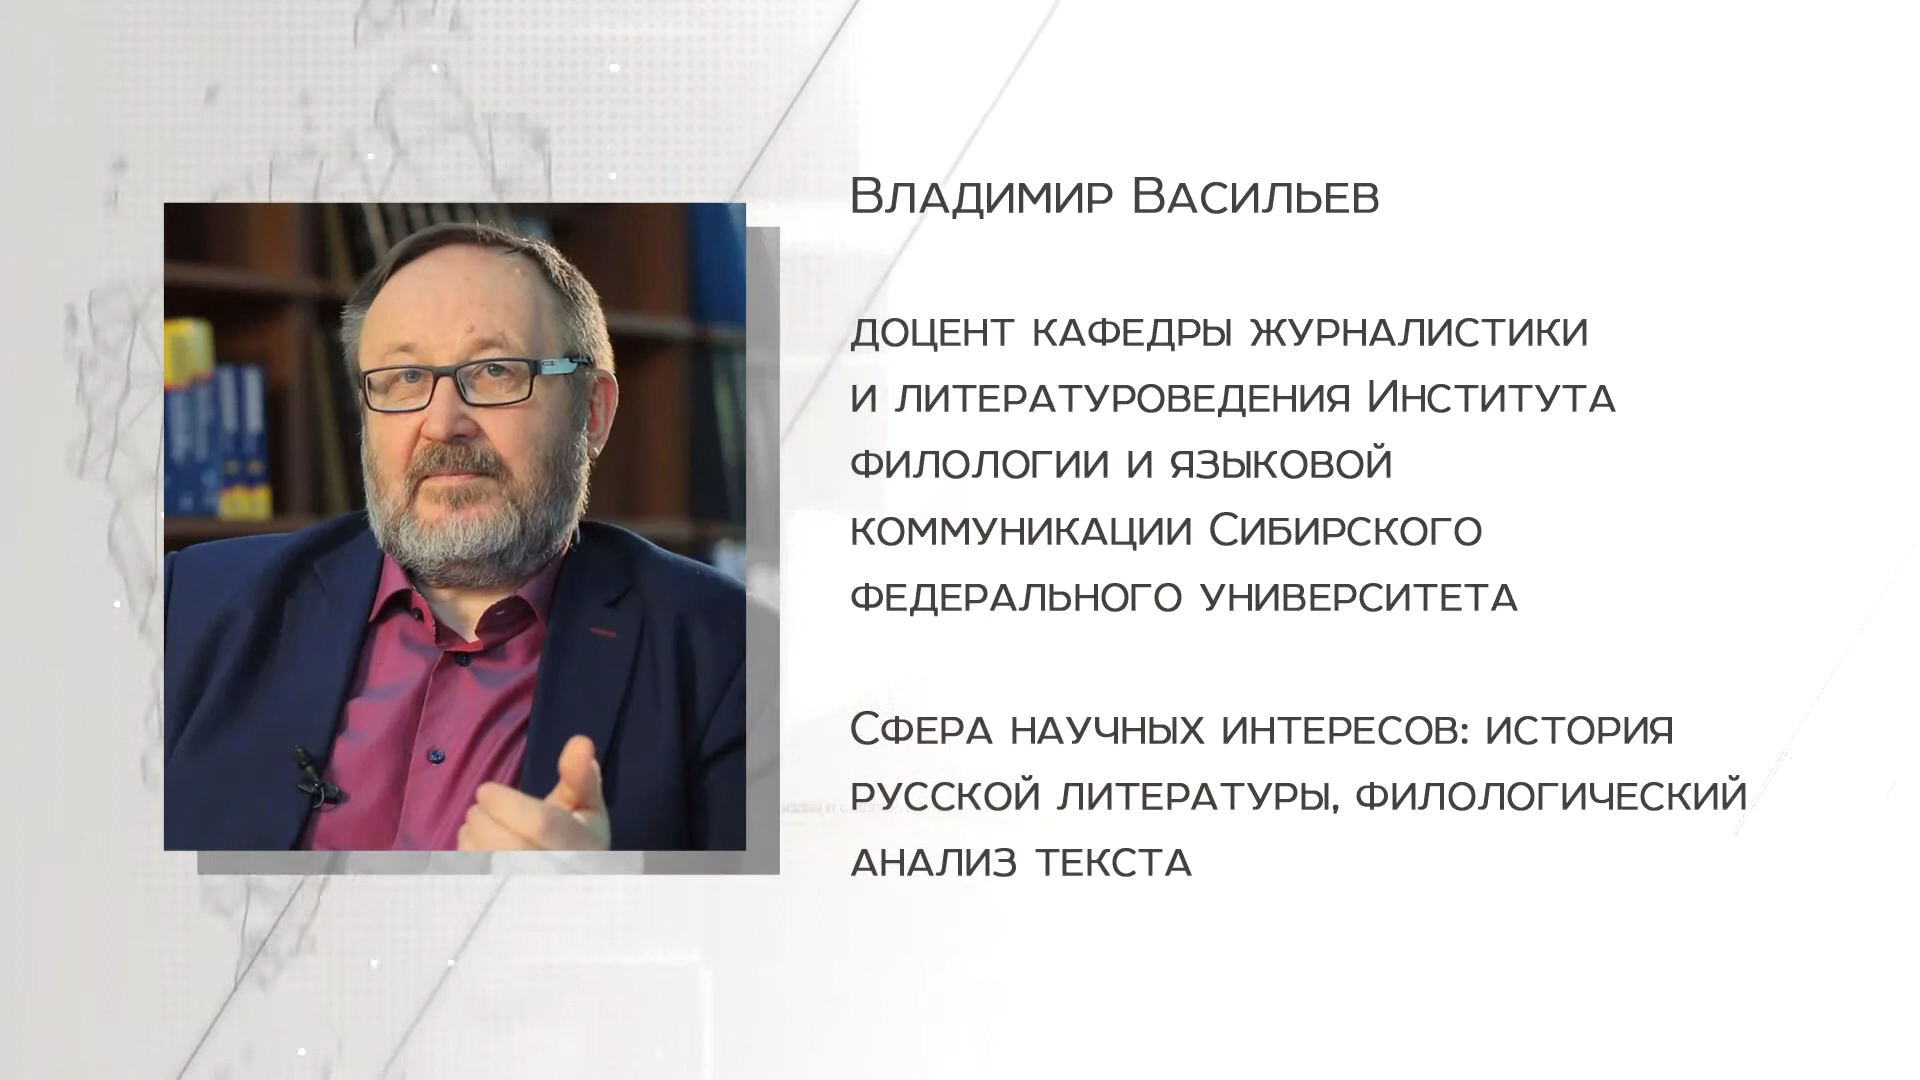 Владимир Васильев
доцент кафедры журналистики
и литературоведения Института
филологии и языковой
коммуникации Сибирского
федерального университета
Сфера научных интересов: история
русской литературы, филологический
анализ текста